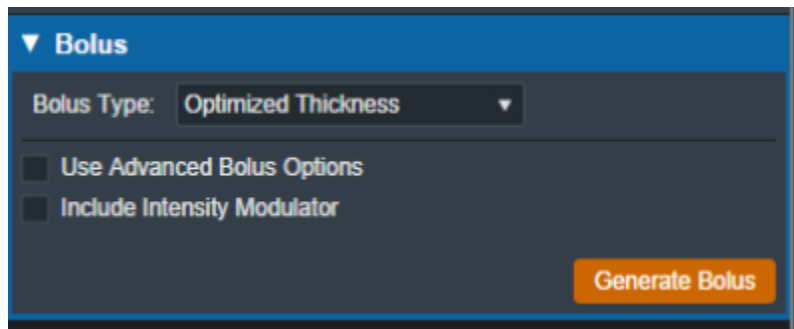 Bolus
Bolus Type: Optimized Thickness
Use Advanced Bolus Options
Include Intensity Modulator
Generate Bolus